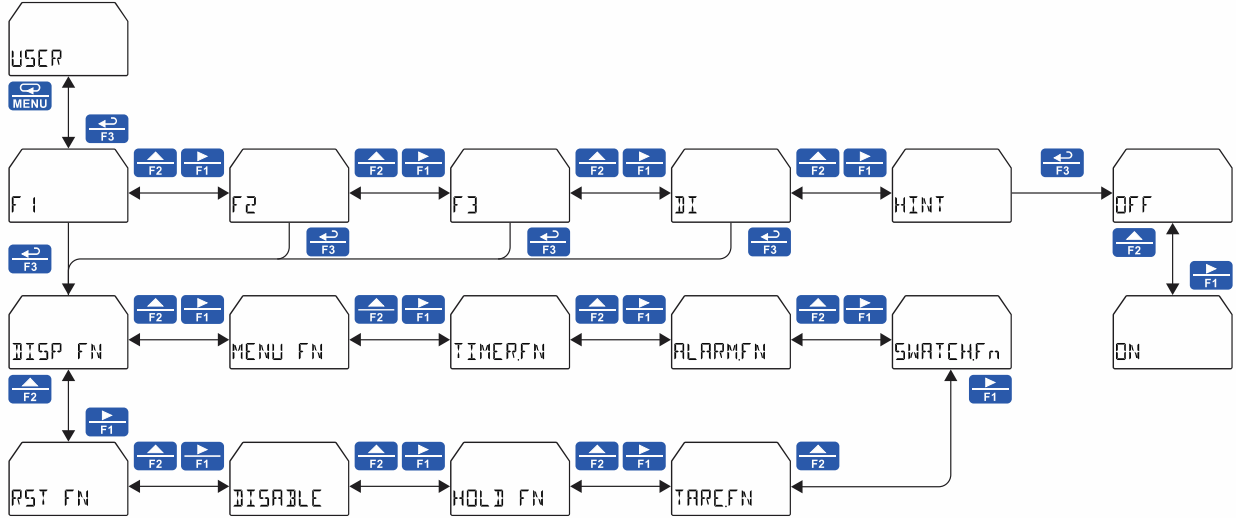 USER
MENU
F3
F2 F1 F2 F1 F2 F1 F2 F1 F3
F1 F2 F3 DI HINT OFF
F3 F3 F3 F3 F2
F1
F2 F1 F2 F1 F2 F1 F2 F1
DISP FN MENU FN TIMER.FN ALARM.FN SWATCH.Fn ON
F2 F1
F1
F2 F1 F2 F1 F2 F1 F2
RST FN DISABLE HOLD FN TARE.FN